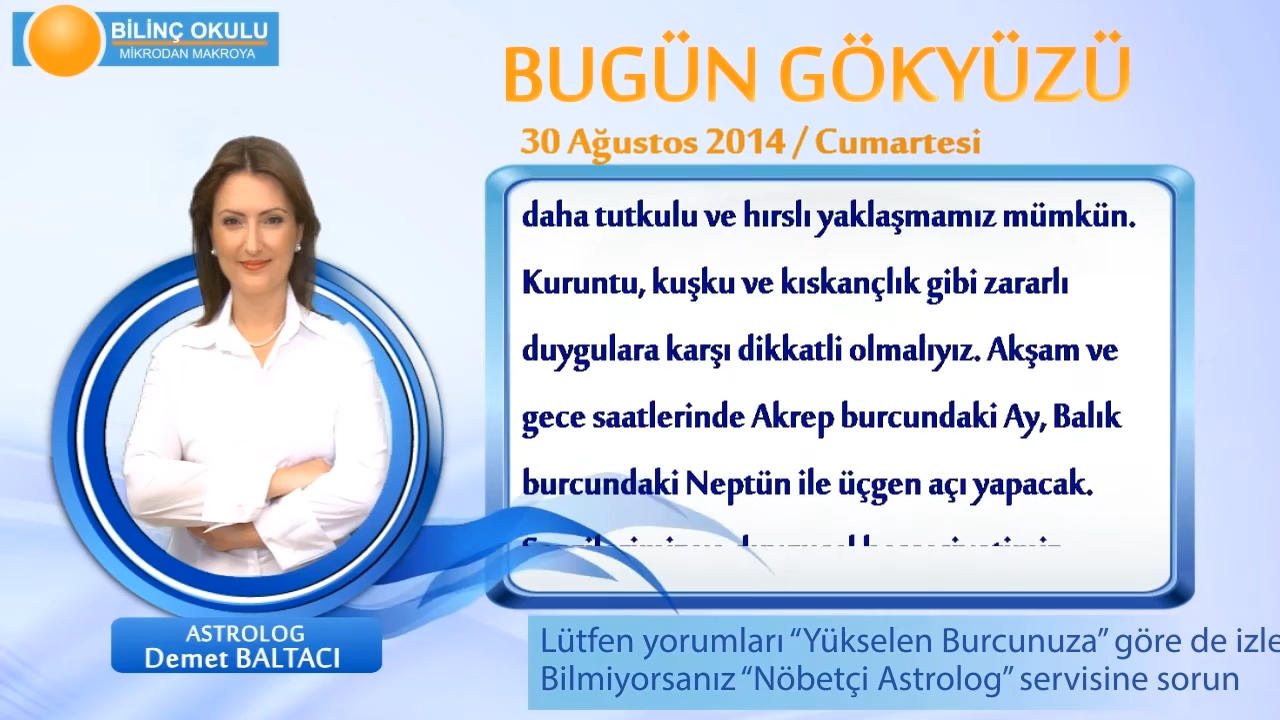 BİLİNÇ OKULU
MİKRODAN MAKROYA
BUGÜN GÖKYÜZÜ
30 Ağustos 2014 / Cumartesi
daha tutkulu ve hırslı yaklaşmamız mümkün.
Kuruntu, kuşku ve kıskançlık gibi zararlı
duygulara karşı dikkatli olmalıyız. Akşam ve
gece saatlerinde Akrep burcundaki Ay, Balık
burcundaki Neptün ile üçgen açı yapacak.
ASTROLOG
Demet BALTACI
Lütfen yorumları “Yükselen Burcunuza” göre de izle
Bilmiyorsanız “Nöbetçi Astrolog” servisine sorun